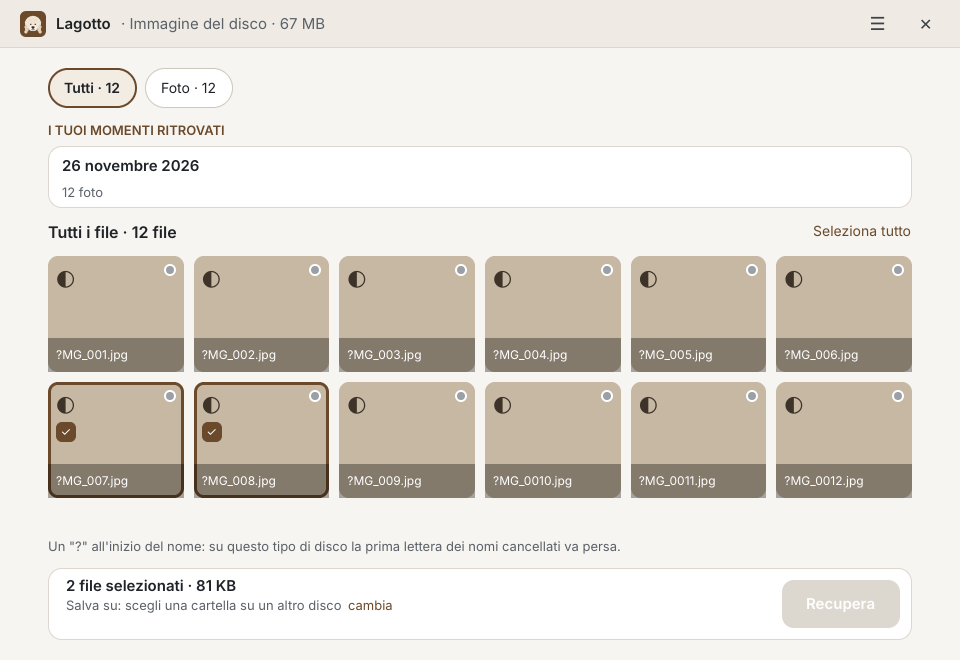 Lagotto · Immagine del disco · 67 MB
Tutti · 12 Foto · 12
I TUOI MOMENTI RITROVATI
26 novembre 2026
12 foto
Tutti i file · 12 file Seleziona tutto
?MG_001.jpg ?MG_002.jpg ?MG_003.jpg ?MG_004.jpg ?MG_005.jpg ?MG_006.jpg
?MG_007.jpg ?MG_008.jpg ?MG_009.jpg ?MG_0010.jpg ?MG_0011.jpg ?MG_0012.jpg
Un "?" all'inizio del nome: su questo tipo di disco la prima lettera dei nomi cancellati va persa.
2 file selezionati · 81 KB
Salva su: scegli una cartella su un altro disco cambia
Recupera